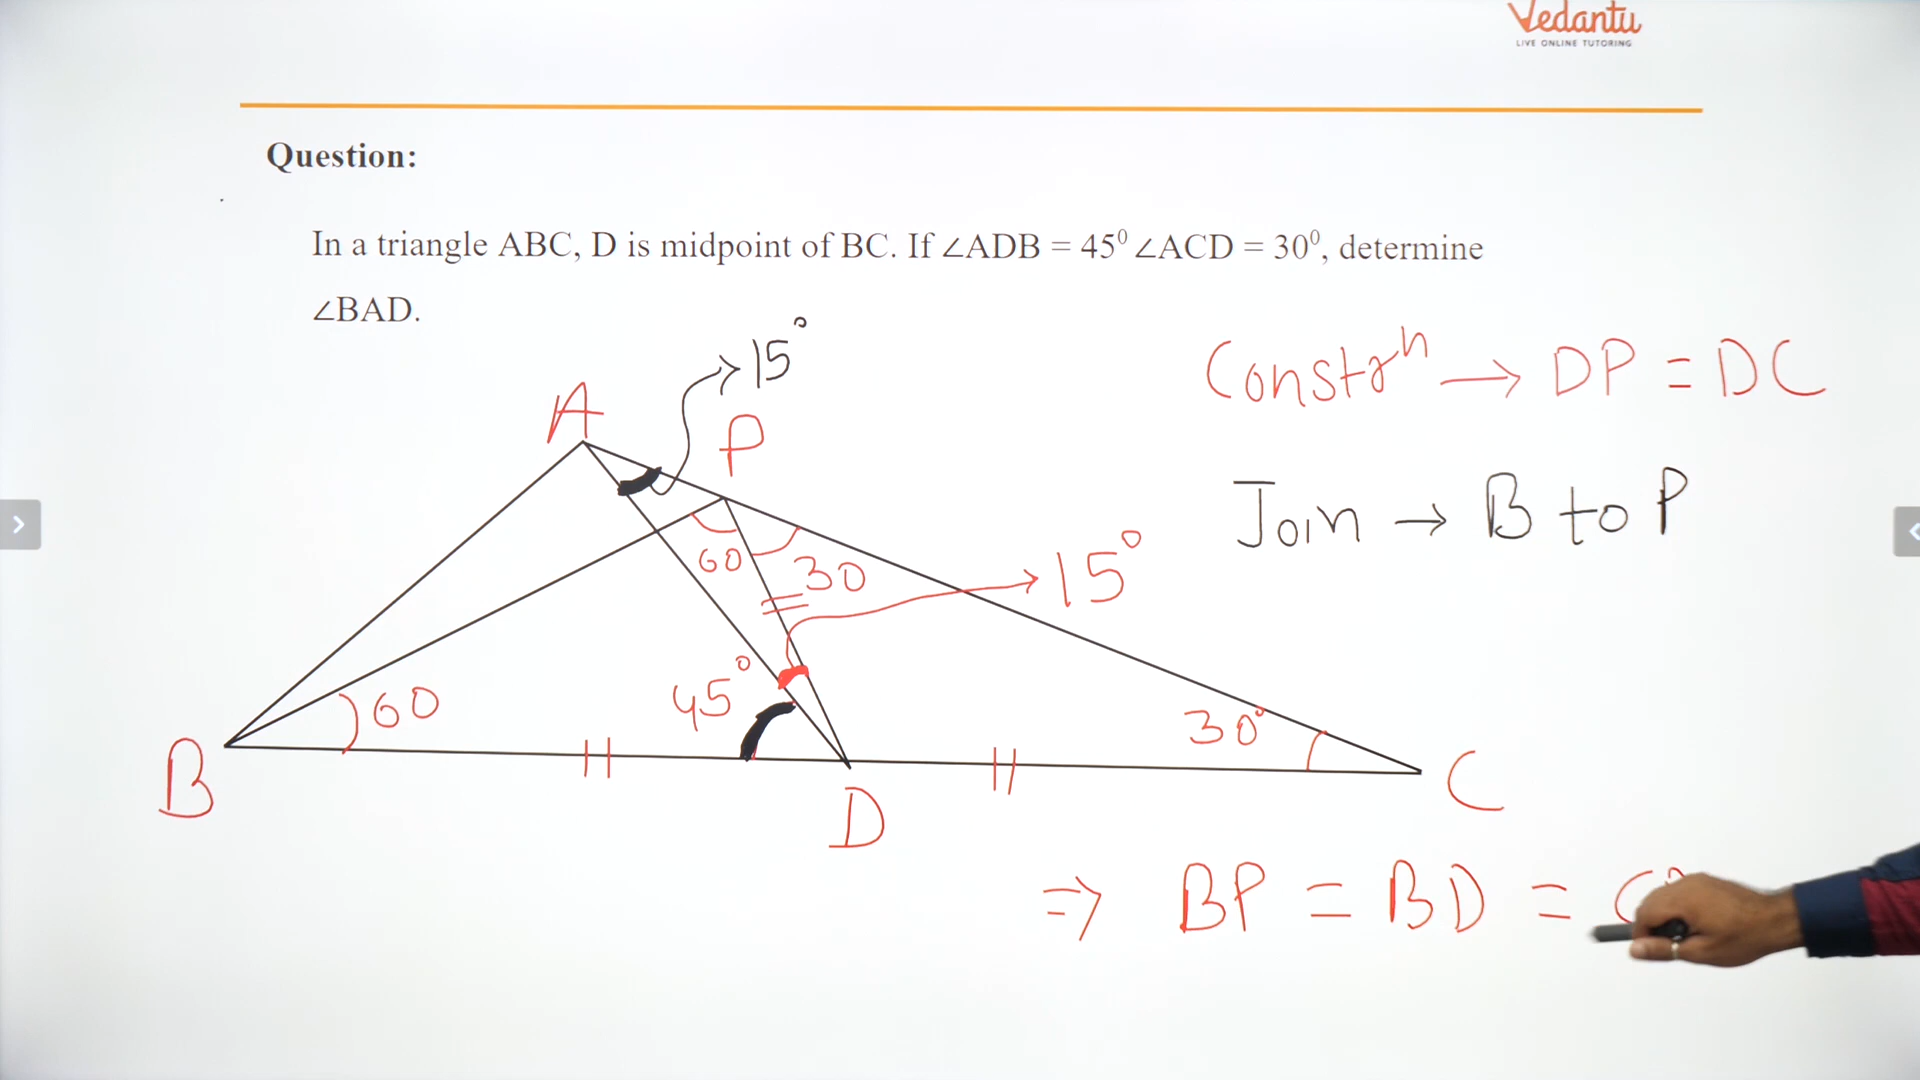 Vedantu
LIVE ONLINE TUTORING
Question:
In a triangle ABC, D is midpoint of BC. If ∠ADB = 45⁰ ∠ACD = 30⁰, determine
∠BAD.
15°
A
P
Constrⁿ → DP = DC
Join → B to P
60
30
15°
45°
60
30°
B
D
C
⇒ BP = BD =